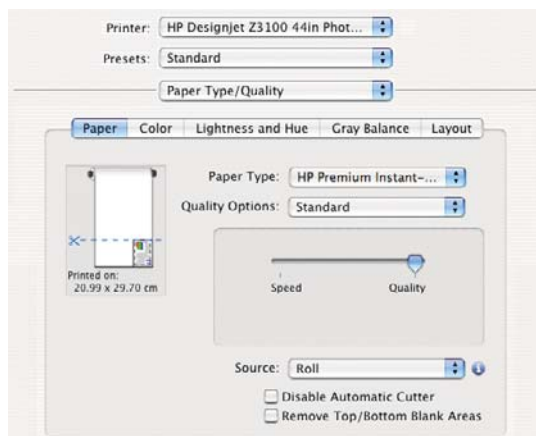 Printer: HP Designjet Z3100 44in Phot...
Presets: Standard
Paper Type/Quality
Paper Color Lightness and Hue Gray Balance Layout
Paper Type: HP Premium Instant-...
Quality Options: Standard
Printed on:
20.99 x 29.70 cm
Speed Quality
Source: Roll
Disable Automatic Cutter
Remove Top/Bottom Blank Areas